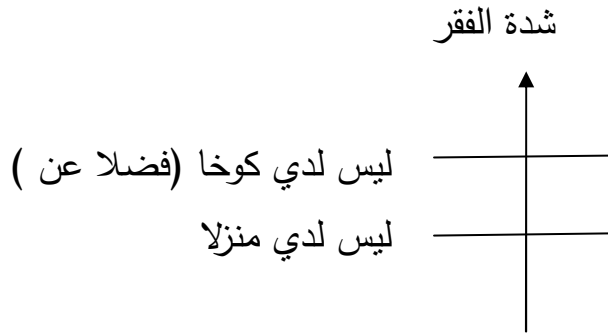 شدة الفقر
ليس لدي كوخا (فضلا عن )
ليس لدي منزلا